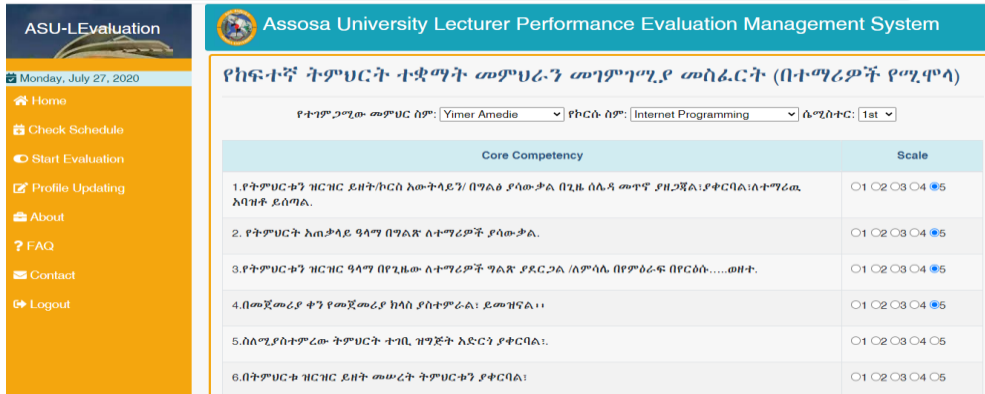 ASU-LEvaluation
Assosa University Lecturer Performance Evaluation Management System
Monday, July 27, 2020
Home
Check Schedule
Start Evaluation
Profile Updating
About
FAQ
Contact
Logout
የከፍተኛ ትምህርት ተቋማት መምህራን መገምገሚያ መስፈርት (በተማሪዎች የሚሞላ)
የተገምጋሚው መምህር ስም: Yimer Amedie የኮርሱ ስም: Internet Programming ሴሚስተር: 1st
Core Competency Scale
1.የትምህርቱን ዝርዝር ይዘት/ኮርስ አውትላይን/ በግልፅ ያሳውቃል በጊዜ ሰሌዳ መጥኖ ያዘጋጃል፣ያቀርባል፣ለተማሪዉ
አባዝቶ ይሰጣል. 1 2 3 4 5
2. የትምህርት አጠቃላይ ዓላማ በግልጽ ለተማሪዎች ያሳውቃል. 1 2 3 4 5
3.የትምህርቱን ዝርዝር ዓላማ በየጊዜው ለተማሪዎች ግልጽ ያደርጋል /ለምሳሌ በየምዕራፍ በየርዕሱ.....ወዘተ. 1 2 3 4 5
4.በመጀመሪያ ቀን የመጀመሪያ ክላስ ያስተምራል፣ ይመዝናል፡፡ 1 2 3 4 5
5.ስለሚያስተምረው ትምህርት ተገቢ ዝግጅት አድርጎ ያቀርባል፣. 1 2 3 4 5
6.በትምህርቱ ዝርዝር ይዘት መሠረት ትምህርቱን ያቀርባል፣ 1 2 3 4 5